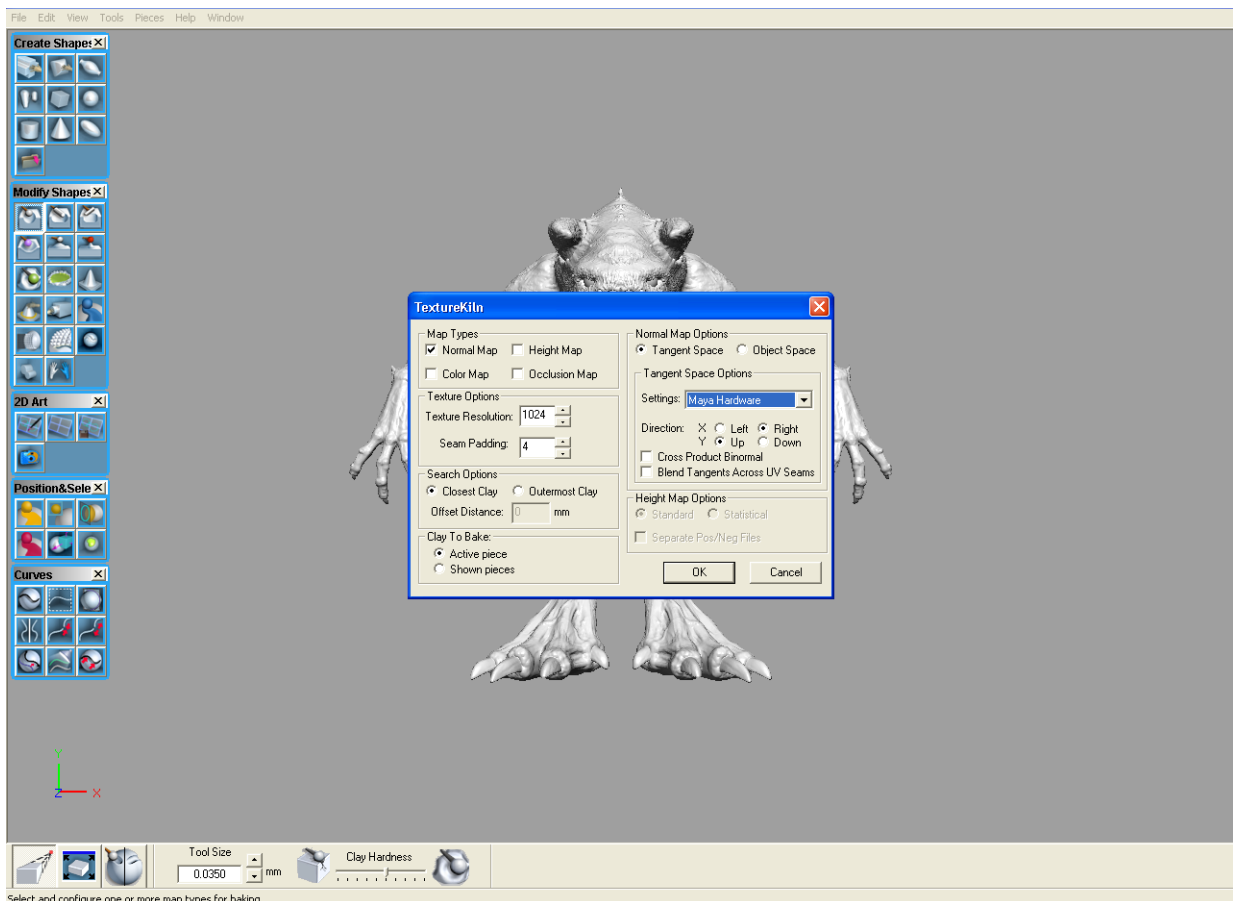 File Edit View Tools Pieces Help Window
Create Shapes
Modify Shapes
2D Art
Position&Sele
Curves
TextureKiln
Map Types
Normal Map Height Map
Color Map Occlusion Map
Texture Options
Texture Resolution: 1024
Seam Padding: 4
Search Options
Closest Clay Outermost Clay
Offset Distance: 0 mm
Clay To Bake:
Active piece
Shown pieces
Normal Map Options
Tangent Space Object Space
Tangent Space Options
Settings: Maya Hardware
Direction: X Left Right
Y Up Down
Cross Product Binormal
Blend Tangents Across UV Seams
Height Map Options
Standard Statistical
Separate Pos/Neg Files
OK Cancel
Y
Z X
Tool Size
0.0350 mm
Clay Hardness
Select and configure one or more map types for baking